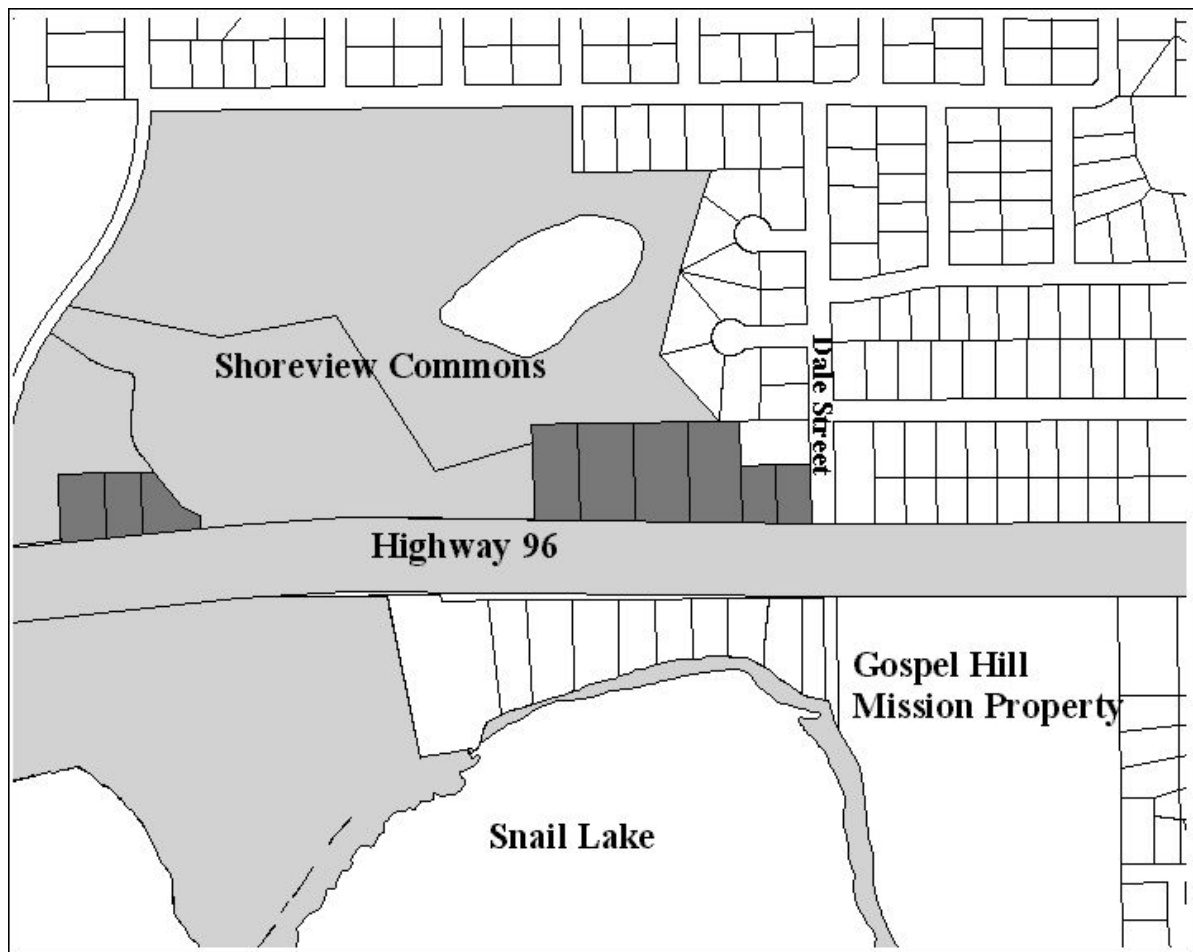 Shoreview Commons
Dale Street
Highway 96
Gospel Hill
Mission Property
Snail Lake